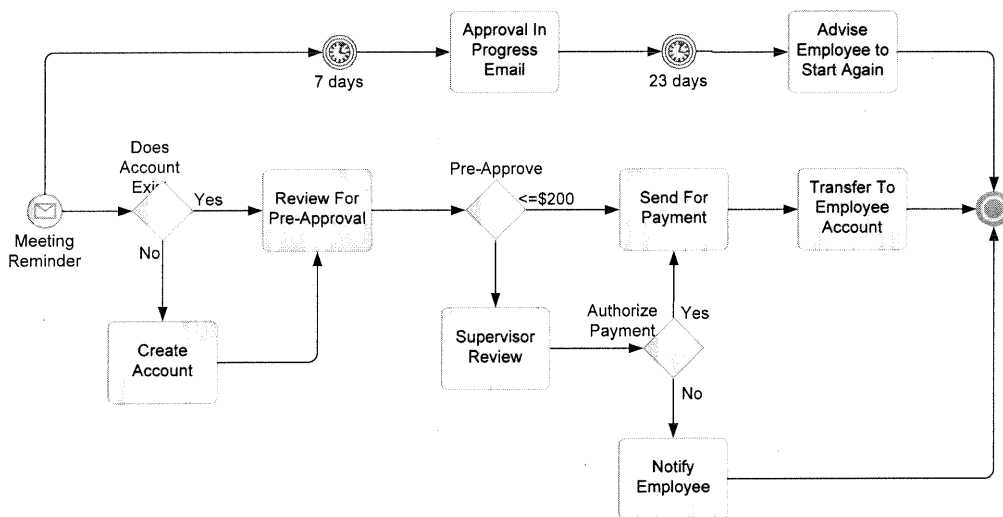 Approval In
Progress
Email
Advise
Employee to
Start Again
7 days
23 days
Does
Account
Exi
Yes
Review For
Pre-Approval
Pre-Approve
<=$200
Send For
Payment
Transfer To
Employee
Account
Meeting
Reminder
No
Create
Account
Supervisor
Review
Authorize
Payment
Yes
No
Notify
Employee